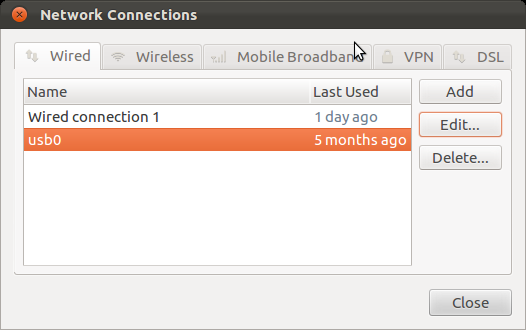 Network Connections
Wired Wireless Mobile Broadband VPN DSL
Name Last Used Add
Wired connection 1 1 day ago Edit...
usb0 5 months ago
Delete...
Close